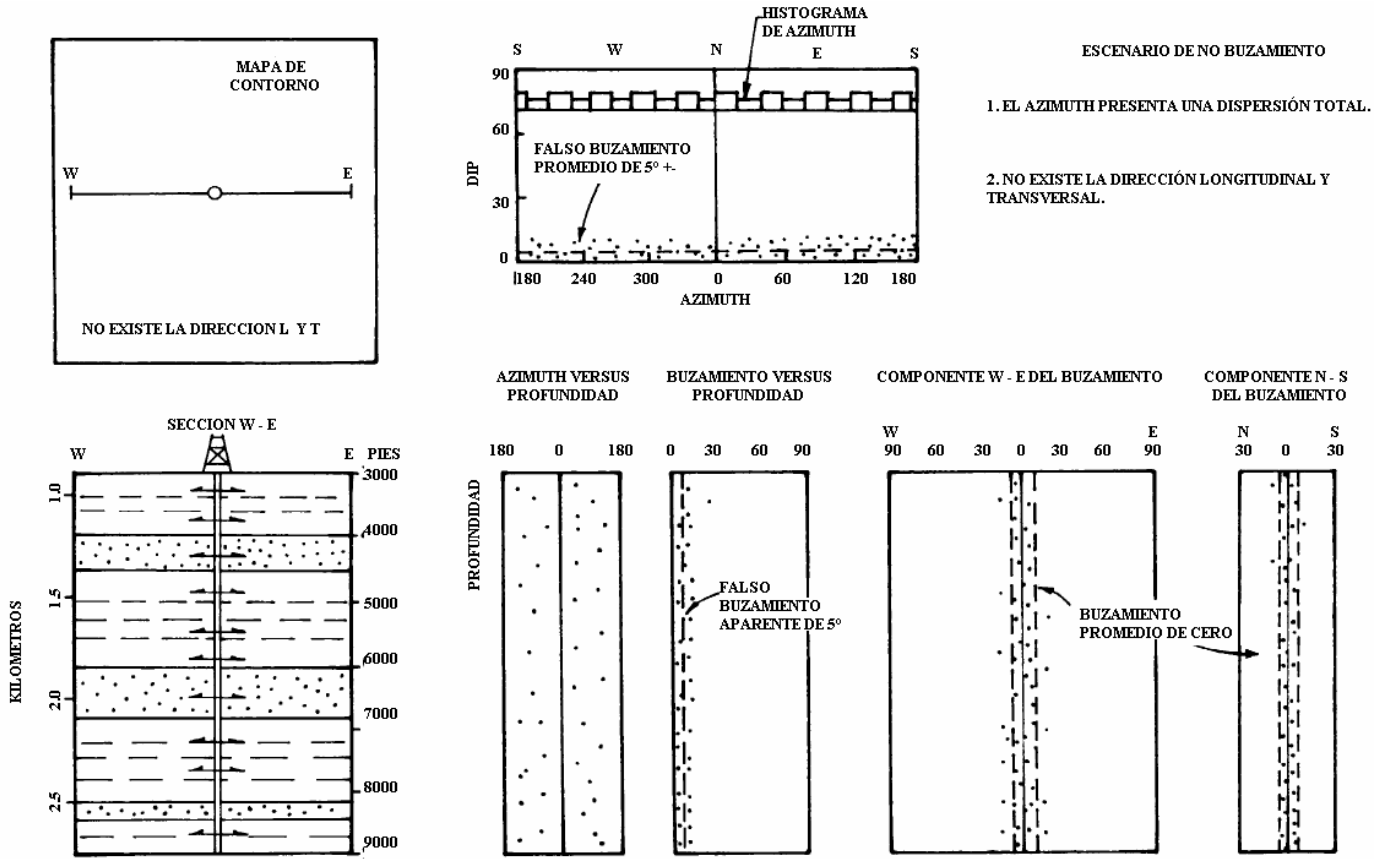 MAPA DE
CONTORNO
W E
NO EXISTE LA DIRECCION L Y T
HISTOGRAMA
DE AZIMUTH
S W N E S
90
60
30
0
DIP
FALSO BUZAMIENTO
PROMEDIO DE 5° +-
180 240 300 0 60 120 180
AZIMUTH
ESCENARIO DE NO BUZAMIENTO
1. EL AZIMUTH PRESENTA UNA DISPERSIÓN TOTAL.
2. NO EXISTE LA DIRECCIÓN LONGITUDINAL Y
TRANSVERSAL.
SECCION W - E
W E PIES
3000
4000
5000
6000
7000
8000
9000
1.0
1.5
2.0
2.5
KILOMETROS
AZIMUTH VERSUS
PROFUNDIDAD
180 0 180
PROFUNDIDAD
BUZAMIENTO VERSUS
PROFUNDIDAD
0 10 30 60 90
FALSO
BUZAMIENTO
APARENTE DE 5°
COMPONENTE W - E DEL BUZAMIENTO
W E
90 60 30 0 30 60 90
BUZAMIENTO
PROMEDIO DE CERO
COMPONENTE N - S
DEL BUZAMIENTO
N S
30 0 30